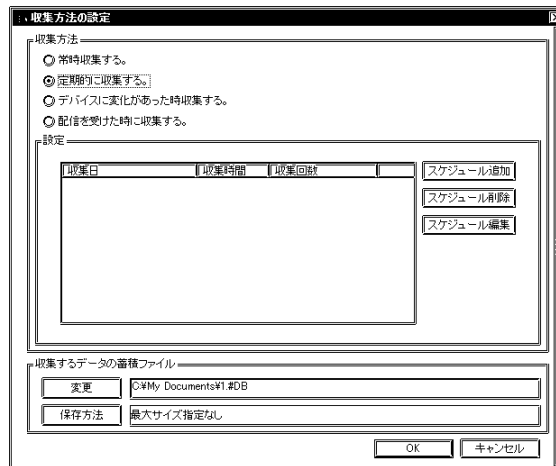 収集方法の設定
収集方法
常時収集する。
定期的に収集する。
デバイスに変化があった時収集する。
配信を受けた時に収集する。
設定
収集日 収集時間 収集回数
スケジュール追加
スケジュール削除
スケジュール編集
収集するデータの蓄積ファイル
変更 C:¥My Documents¥1.#DB
保存方法 最大サイズ指定なし
OK キャンセル